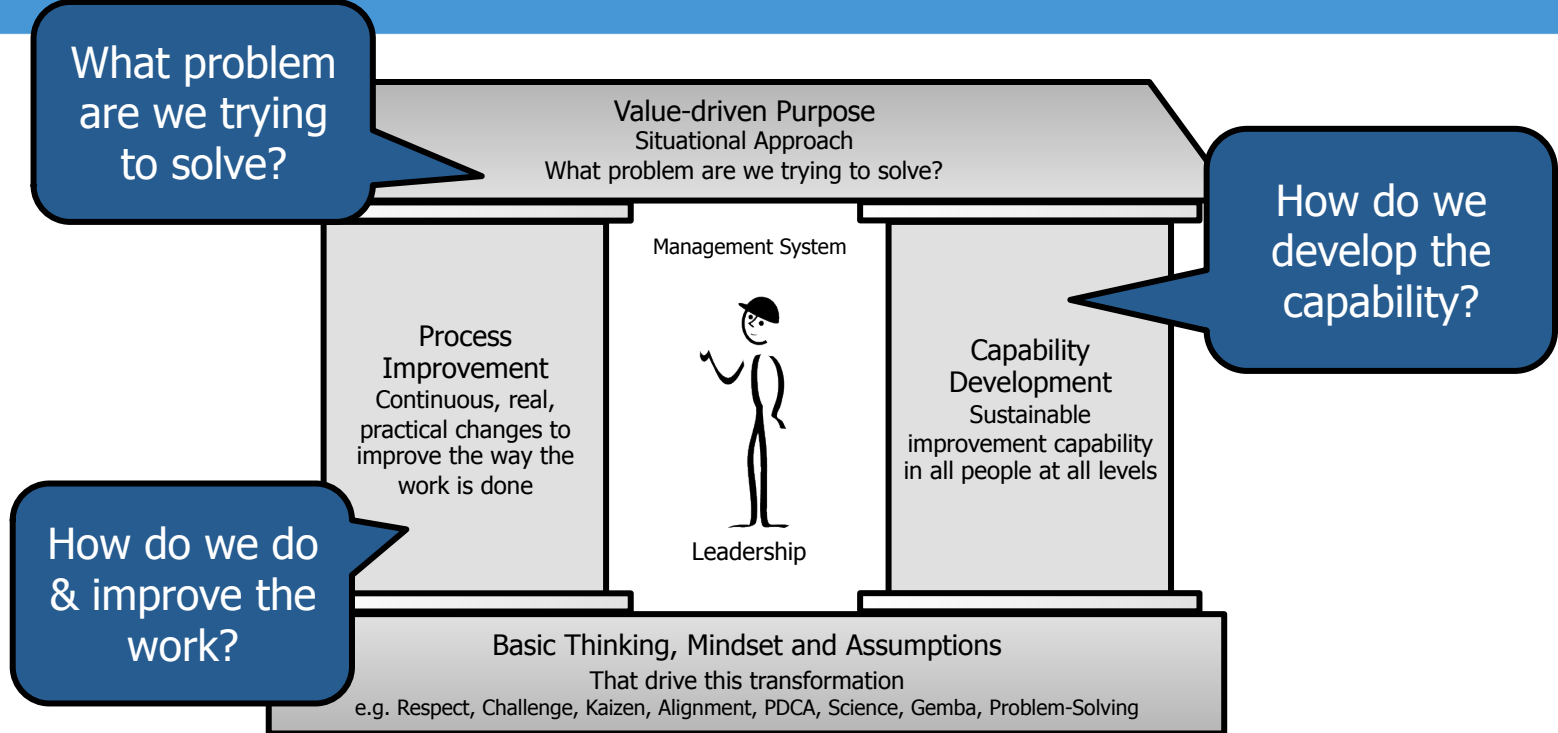 What problem
are we trying
to solve?
Value-driven Purpose
Situational Approach
What problem are we trying to solve?
How do we
develop the
capability?
Management System
Process
Improvement
Continuous, real,
practical changes to
improve the way the
work is done
Capability
Development
Sustainable
improvement capability
in all people at all levels
How do we do
& improve the
work?
Leadership
Basic Thinking, Mindset and Assumptions
That drive this transformation
e.g. Respect, Challenge, Kaizen, Alignment, PDCA, Science, Gemba, Problem-Solving